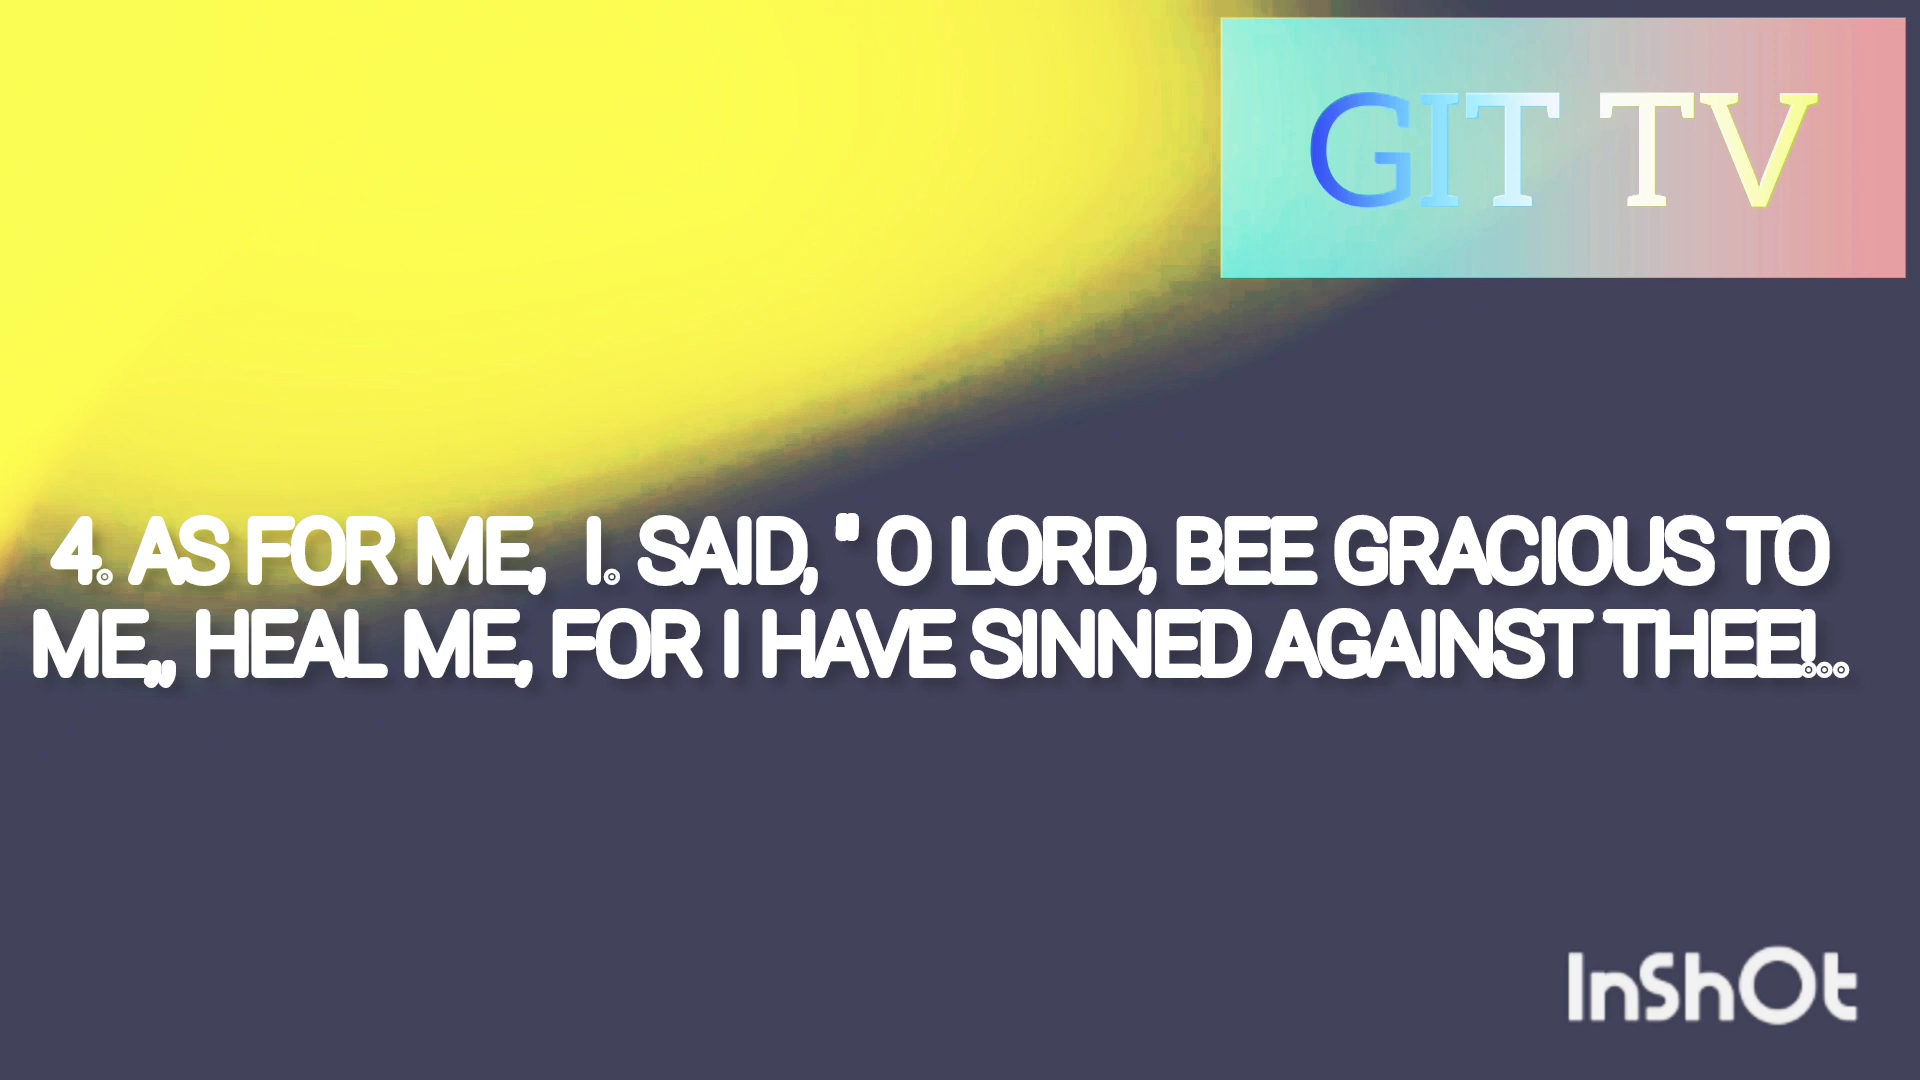 GIT TV
4. AS FOR ME, I. SAID, " O LORD, BEE GRACIOUS TO
ME,, HEAL ME, FOR I HAVE SINNED AGAINST THEE!...
InShOt